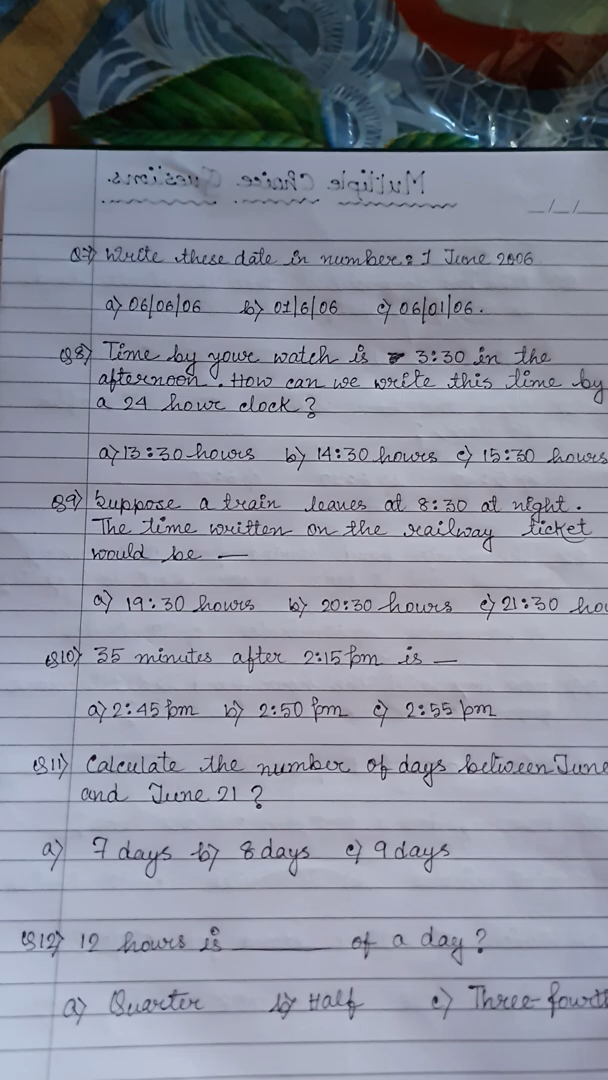 Multiple Choice Questions.
_/_/_
Q7) Write these date in number: 1 June 2006
a) 06/06/06 b) 01/6/06 c) 06/01/06.
Q8) Time by your watch is 3:30 in the
afternoon. How can we write this time by
a 24 hour clock?
a) 13:30 hours b) 14:30 hours c) 15:30 hours
Q9) Suppose a train leaves at 8:30 at night.
The time written on the railway ticket
would be —
a) 19:30 hours b) 20:30 hours c) 21:30 ho
Q10) 35 minutes after 2:15 pm is —
a) 2:45 pm b) 2:50 pm c) 2:55 pm
Q11) Calculate the number of days between June
and June 21?
a) 7 days b) 8 days c) 9 days
Q12) 12 hours is ______ of a day?
a) Quarter b) Half c) Three-fourt